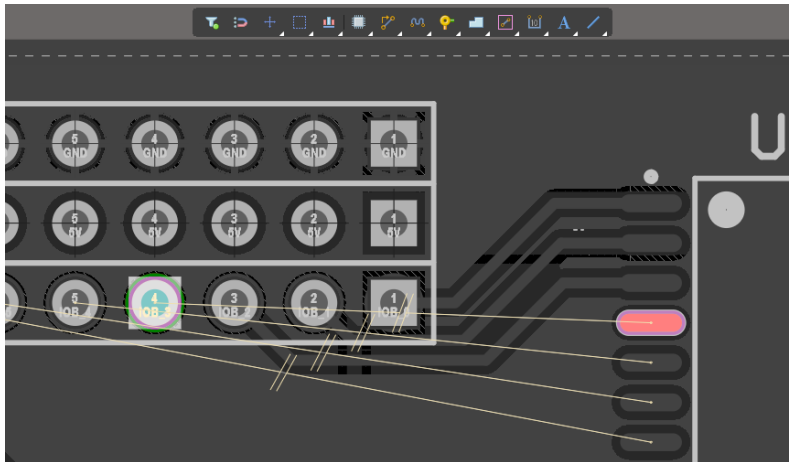 U
5 4 3 2 1
GND GND GND GND GND
5 4 3 2 1
5V 5V 5V 5V 5V
5 4 3 2 1
IOB_4 IOB_3 IOB_2 IOB_1 IOB_0